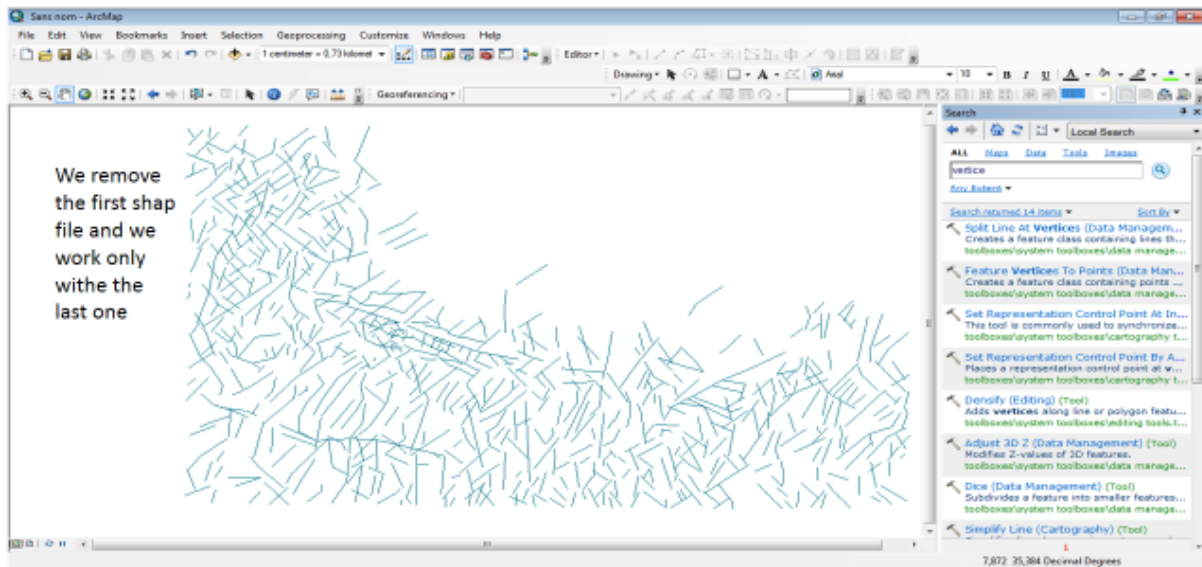 Sans nom - ArcMap
File Edit View Bookmarks Insert Selection Geoprocessing Customize Windows Help
1 centimeter = 0,73 kilomet
Editor
Drawing
A
Arial
10
B I U A
Georeferencing
We remove
the first shap
file and we
work only
withe the
last one
Search
Local Search
ALL Maps Data Tools Images
vertice
Any Extent
Search returned 14 items
Sort By
Split Line At Vertices (Data Managem...
Creates a feature class containing lines th...
toolboxes\system toolboxes\data manage...
Feature Vertices To Points (Data Man...
Creates a feature class containing points ...
toolboxes\system toolboxes\data manage...
Set Representation Control Point At In...
This tool is commonly used to synchronize...
toolboxes\system toolboxes\cartography t...
Set Representation Control Point By A...
Places a representation control point at v...
toolboxes\system toolboxes\cartography t...
Densify (Editing) (Tool)
Adds vertices along line or polygon featu...
toolboxes\system toolboxes\editing tools.t...
Adjust 3D Z (Data Management) (Tool)
Modifies Z-values of 3D features.
toolboxes\system toolboxes\data manage...
Dice (Data Management) (Tool)
Subdivides a feature into smaller features...
toolboxes\system toolboxes\data manage...
Simplify Line (Cartography) (Tool)
7,872 35,384 Decimal Degrees